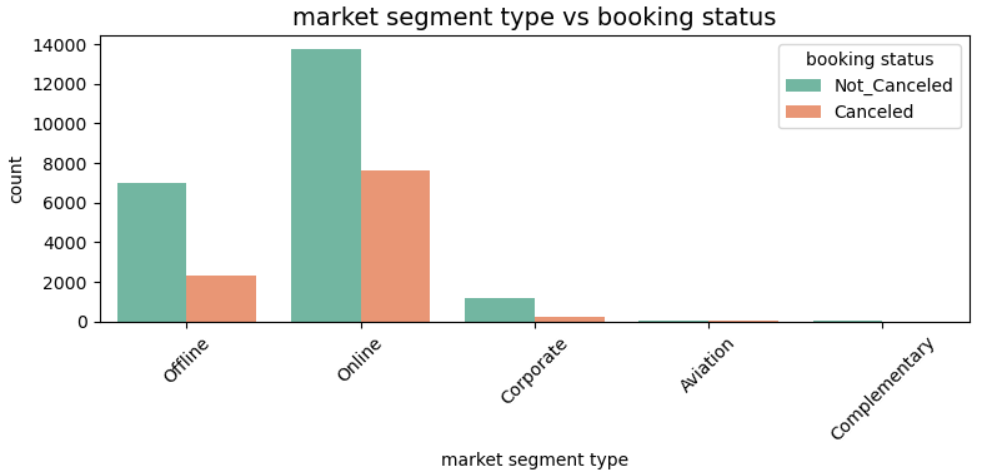 market segment type vs booking status
booking status
Not_Canceled
Canceled
count
14000
12000
10000
8000
6000
4000
2000
0
Offline
Online
Corporate
Aviation
Complementary
market segment type